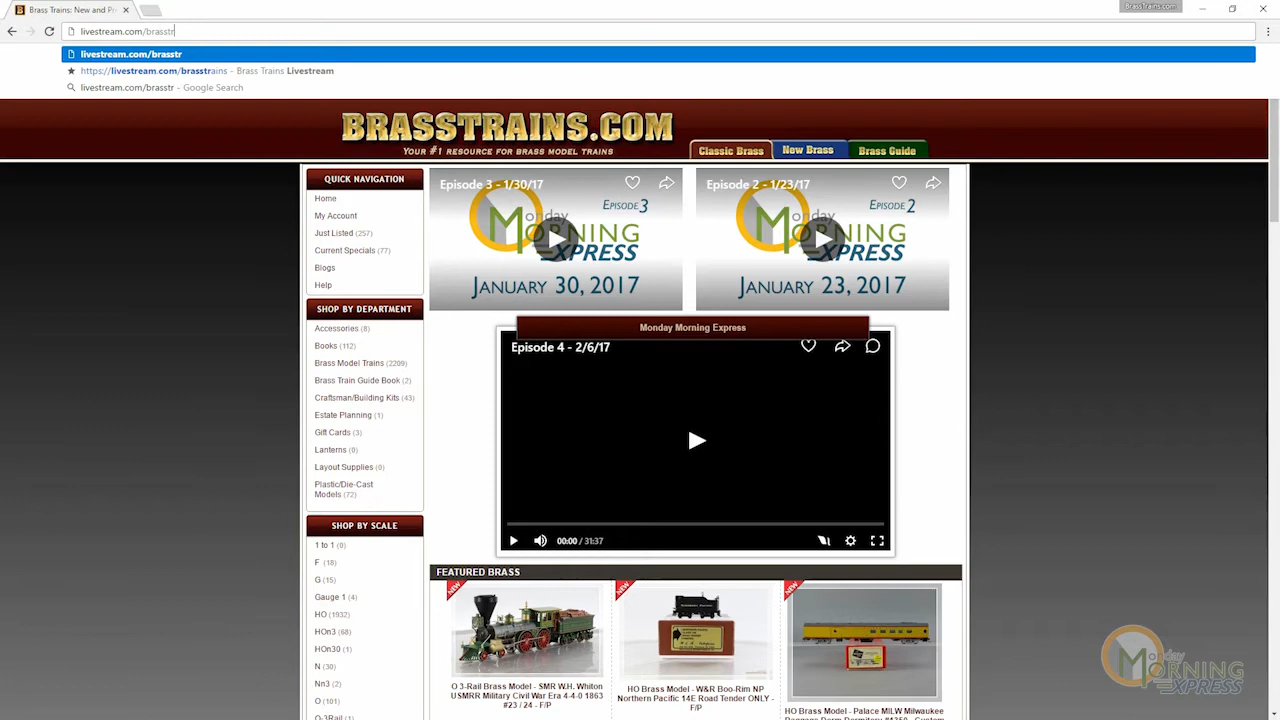 Brass Trains: New and Pr
BrassTrains.com
livestream.com/brasstr
livestream.com/brasstr
https://livestream.com/brasstrains - Brass Trains Livestream
livestream.com/brasstr - Google Search
BRASSTRAINS.COM
YOUR #1 RESOURCE FOR BRASS MODEL TRAINS
Classic Brass
New Brass
Brass Guide
QUICK NAVIGATION
Home
My Account
Just Listed (257)
Current Specials (77)
Blogs
Help
SHOP BY DEPARTMENT
Accessories (8)
Books (112)
Brass Model Trains (2209)
Brass Train Guide Book (2)
Craftsman/Building Kits (43)
Estate Planning (1)
Gift Cards (3)
Lanterns (0)
Layout Supplies (0)
Plastic/Die-Cast
Models (72)
SHOP BY SCALE
1 to 1 (0)
F (18)
G (15)
Gauge 1 (4)
HO (1932)
HOn3 (68)
HOn30 (1)
N (30)
Nn3 (2)
O (101)
O-3Rail (1)
Episode 3 - 1/30/17
EPISODE 3
Monday
MORNING
EXPRESS
JANUARY 30, 2017
Episode 2 - 1/23/17
EPISODE 2
Monday
MORNING
EXPRESS
JANUARY 23, 2017
Monday Morning Express
Episode 4 - 2/6/17
00:00 / 31:37
FEATURED BRASS
NEW
O 3-Rail Brass Model - SMR W.H. Whiton
USMRR Military Civil War Era 4-4-0 1863
#23 / 24 - F/P
NEW
HO Brass Model - W&R Boo-Rim NP
Northern Pacific 14E Road Tender ONLY -
F/P
NEW
HO Brass Model - Palace MILW Milwaukee
Monday
MORNING
EXPRESS